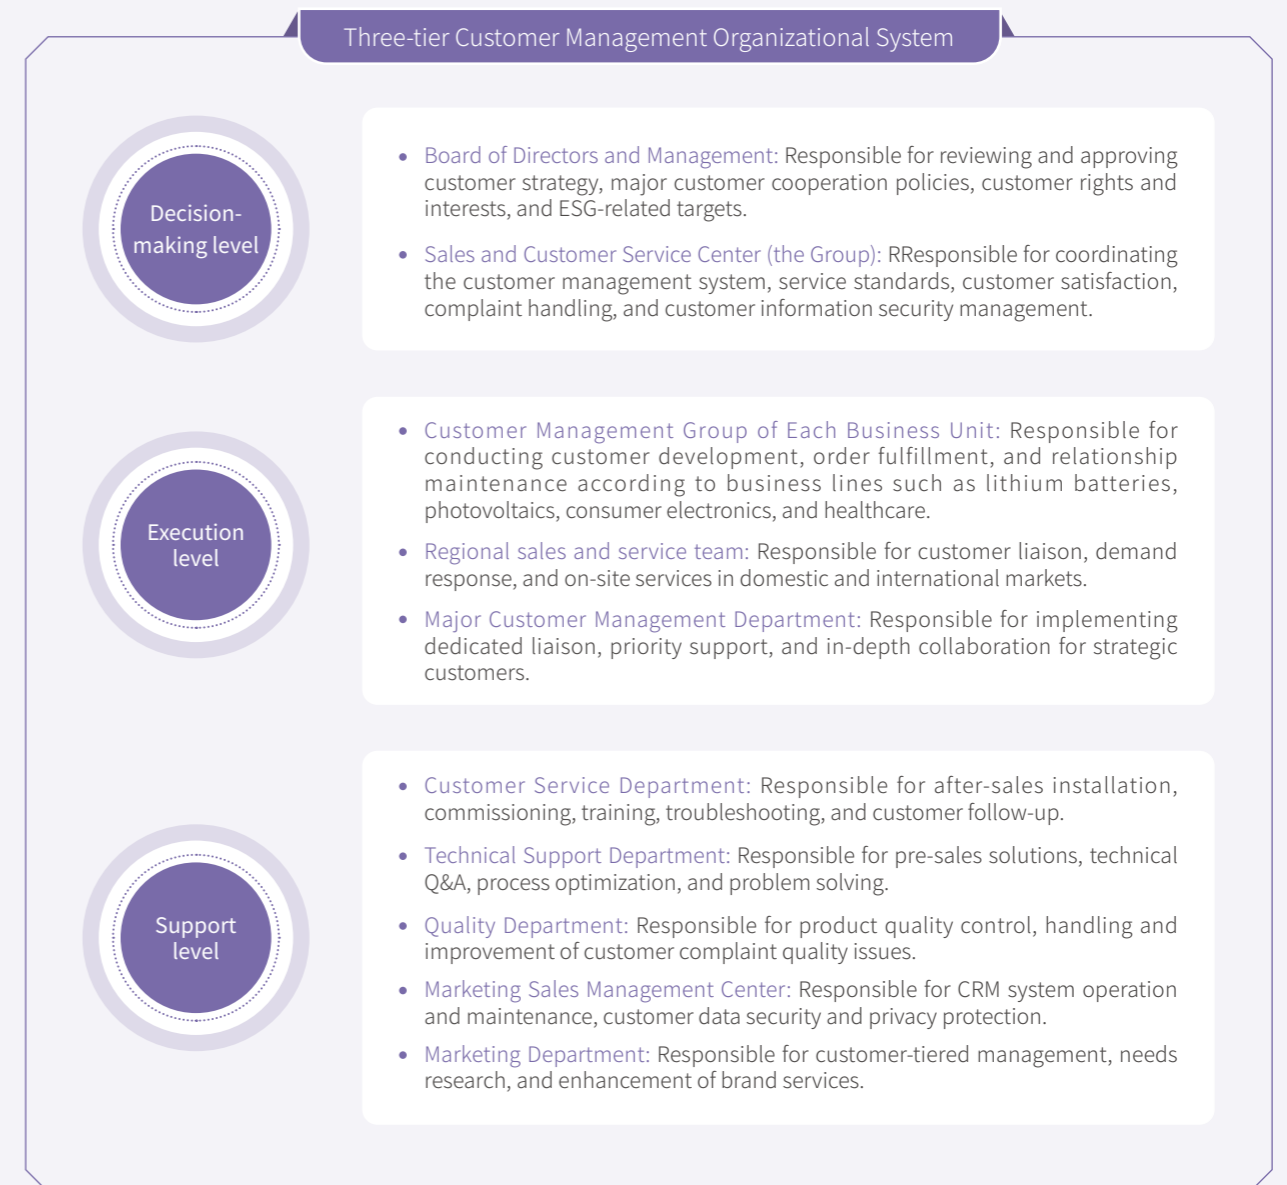 Three-tier Customer Management Organizational System
Decision-
making level
• Board of Directors and Management: Responsible for reviewing and approving
customer strategy, major customer cooperation policies, customer rights and
interests, and ESG-related targets.
• Sales and Customer Service Center (the Group): RResponsible for coordinating
the customer management system, service standards, customer satisfaction,
complaint handling, and customer information security management.
Execution
level
• Customer Management Group of Each Business Unit: Responsible for
conducting customer development, order fulfillment, and relationship
maintenance according to business lines such as lithium batteries,
photovoltaics, consumer electronics, and healthcare.
• Regional sales and service team: Responsible for customer liaison, demand
response, and on-site services in domestic and international markets.
• Major Customer Management Department: Responsible for implementing
dedicated liaison, priority support, and in-depth collaboration for strategic
customers.
Support
level
• Customer Service Department: Responsible for after-sales installation,
commissioning, training, troubleshooting, and customer follow-up.
• Technical Support Department: Responsible for pre-sales solutions, technical
Q&A, process optimization, and problem solving.
• Quality Department: Responsible for product quality control, handling and
improvement of customer complaint quality issues.
• Marketing Sales Management Center: Responsible for CRM system operation
and maintenance, customer data security and privacy protection.
• Marketing Department: Responsible for customer-tiered management, needs
research, and enhancement of brand services.